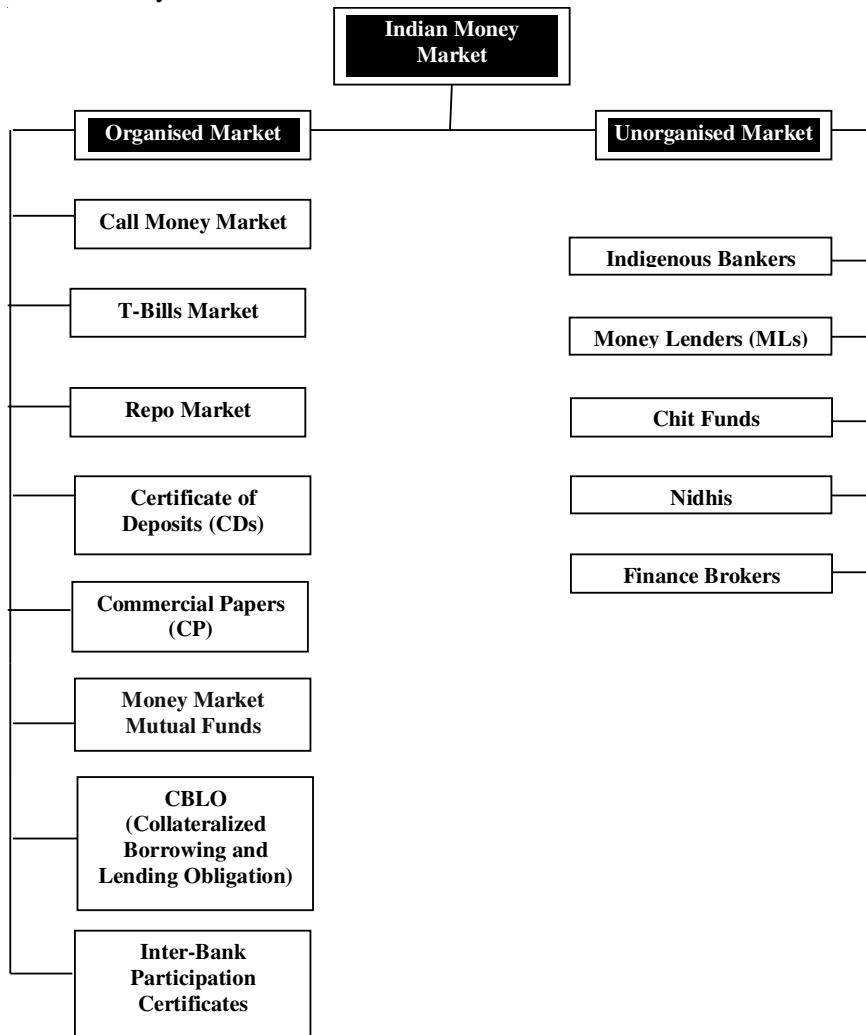 Indian Money
Market
Organised Market
Unorganised Market
Call Money Market
T-Bills Market
Repo Market
Certificate of
Deposits (CDs)
Commercial Papers
(CP)
Money Market
Mutual Funds
CBLO
(Collateralized
Borrowing and
Lending Obligation)
Inter-Bank
Participation
Certificates
Indigenous Bankers
Money Lenders (MLs)
Chit Funds
Nidhis
Finance Brokers